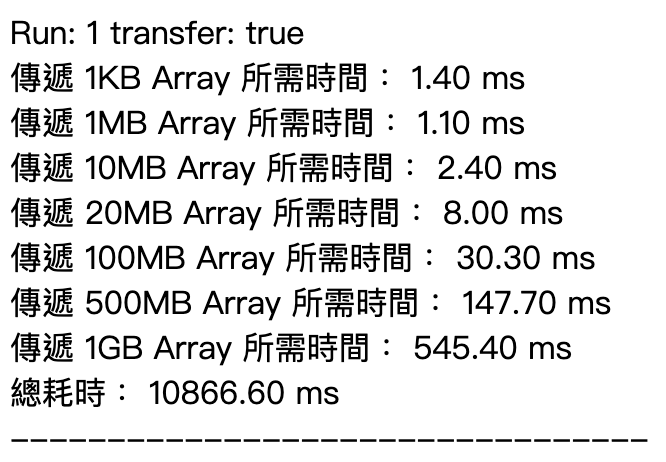 Run: 1 transfer: true
傳遞 1KB Array 所需時間： 1.40 ms
傳遞 1MB Array 所需時間： 1.10 ms
傳遞 10MB Array 所需時間： 2.40 ms
傳遞 20MB Array 所需時間： 8.00 ms
傳遞 100MB Array 所需時間： 30.30 ms
傳遞 500MB Array 所需時間： 147.70 ms
傳遞 1GB Array 所需時間： 545.40 ms
總耗時： 10866.60 ms
----------------------------------